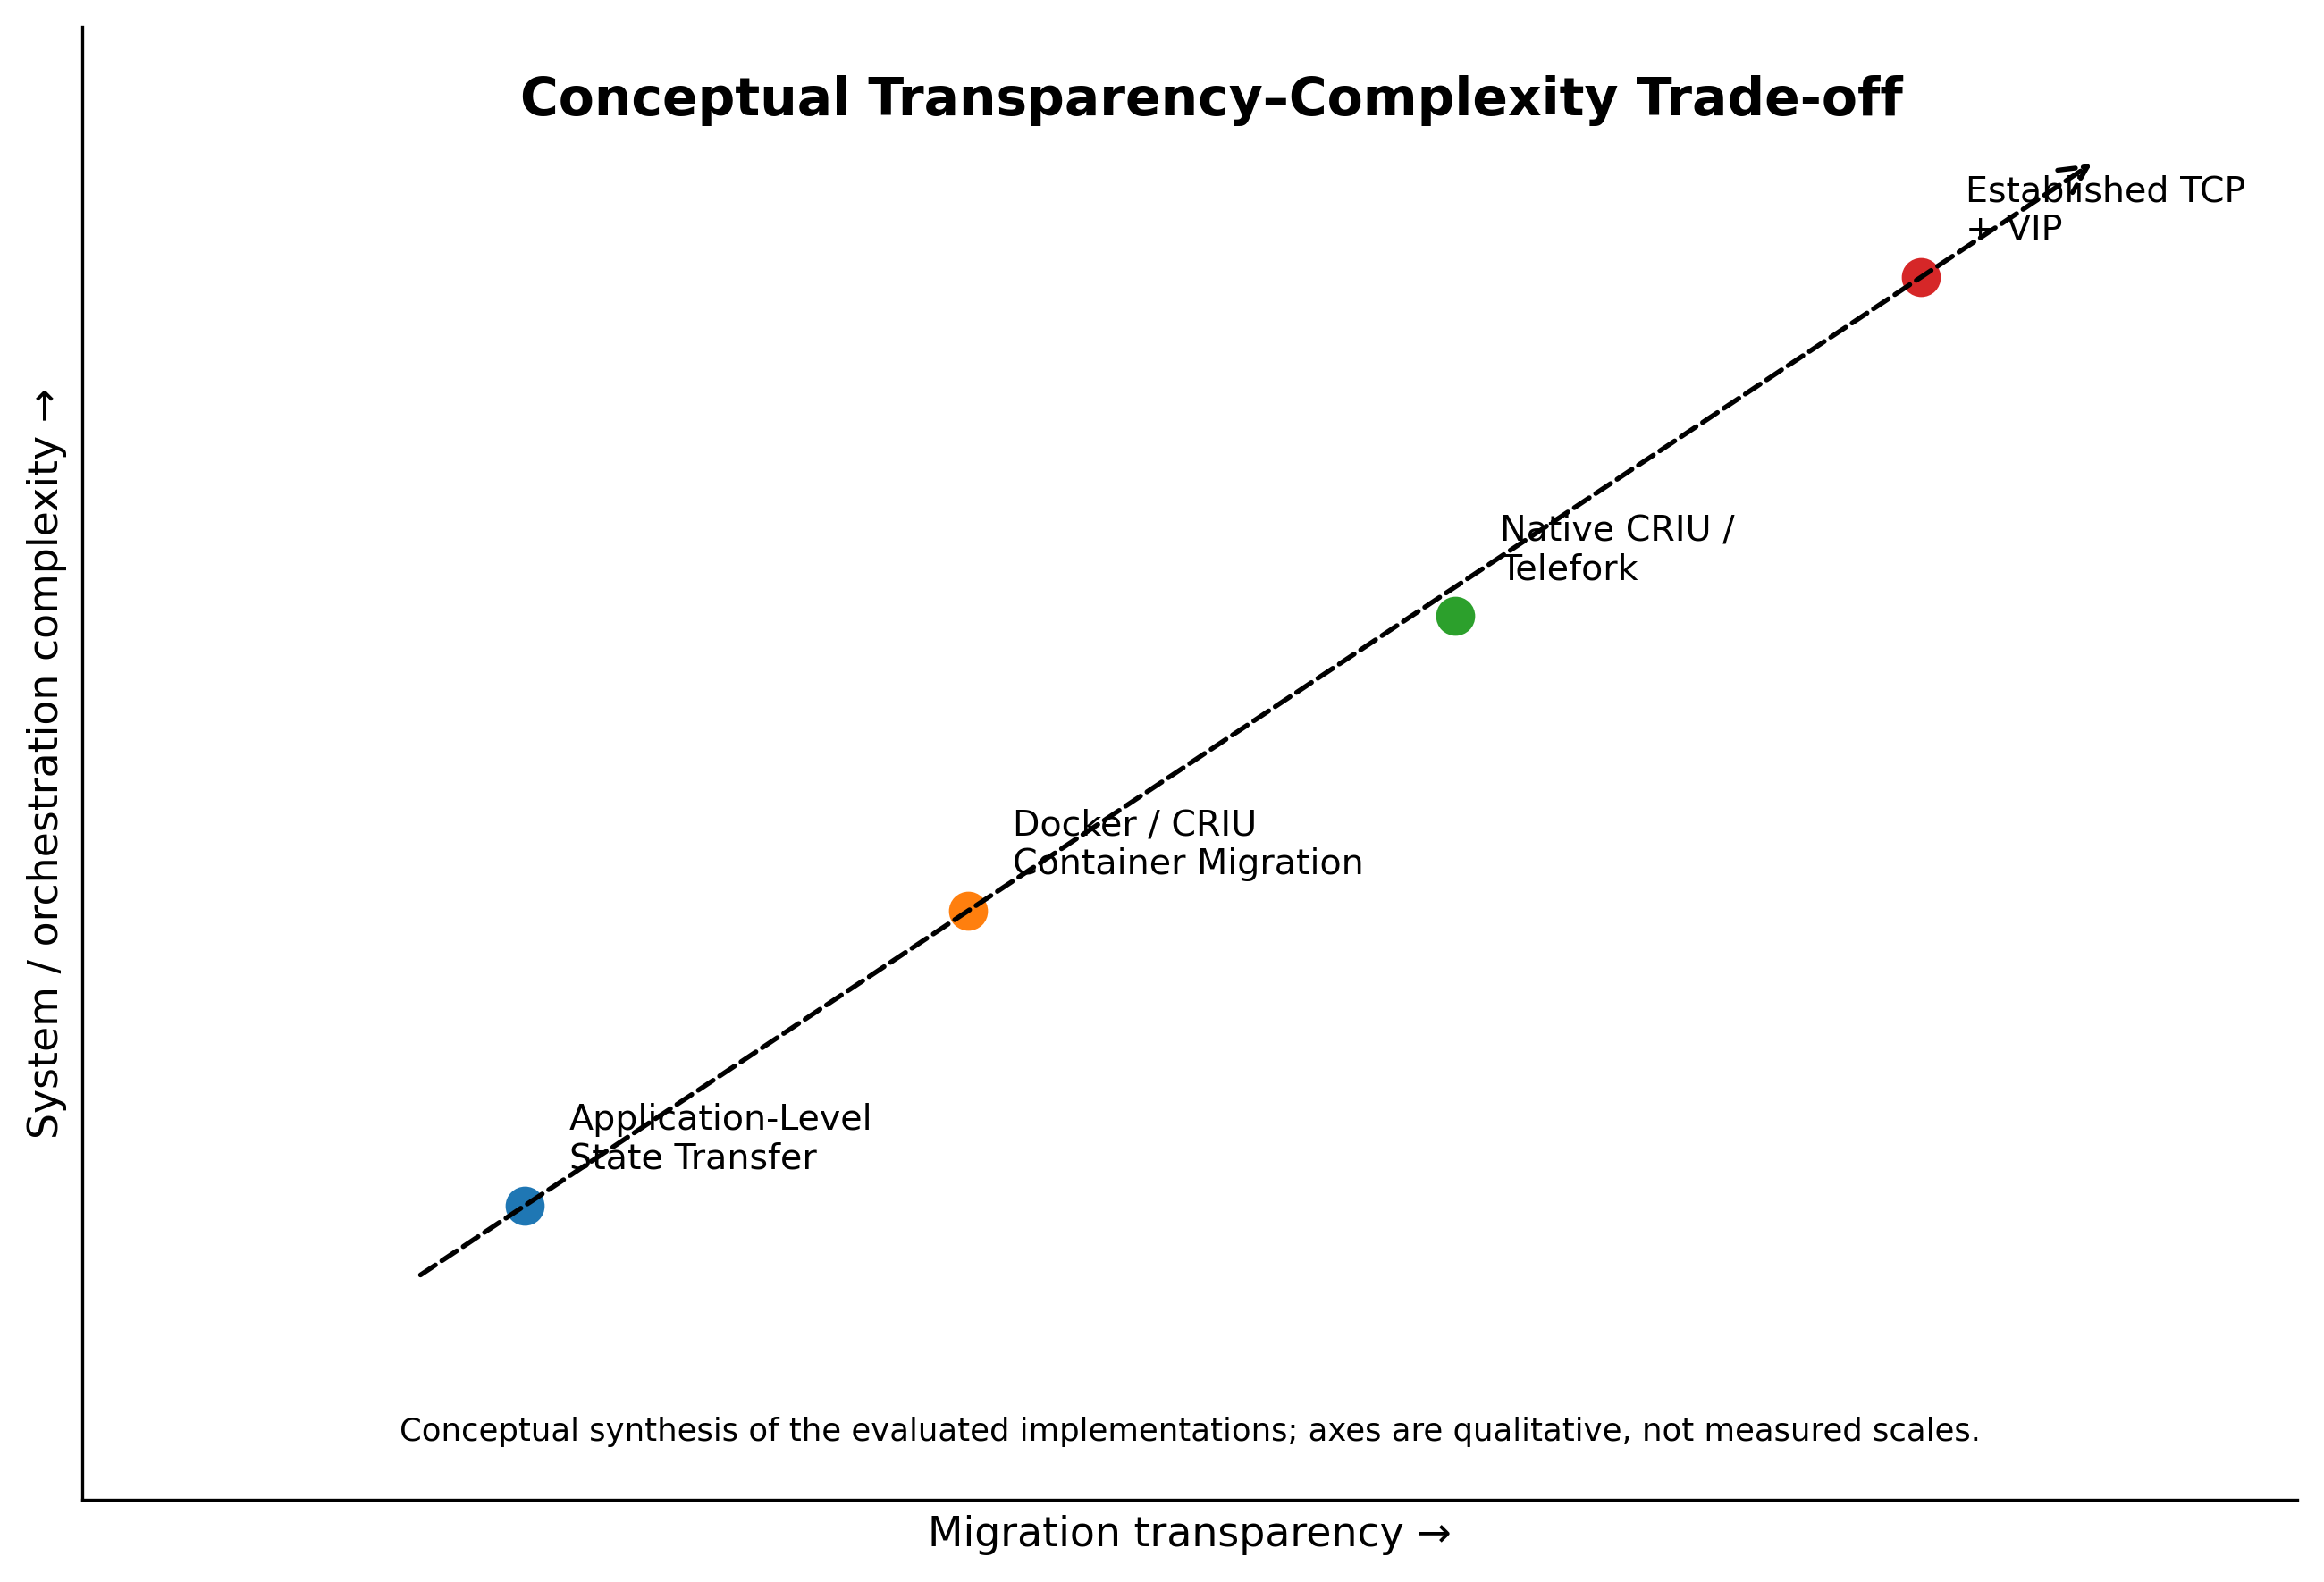 Conceptual Transparency–Complexity Trade-off
Established TCP
+ VIP
Native CRIU /
Telefork
Docker / CRIU
Container Migration
Application-Level
State Transfer
System / orchestration complexity →
Conceptual synthesis of the evaluated implementations; axes are qualitative, not measured scales.
Migration transparency →